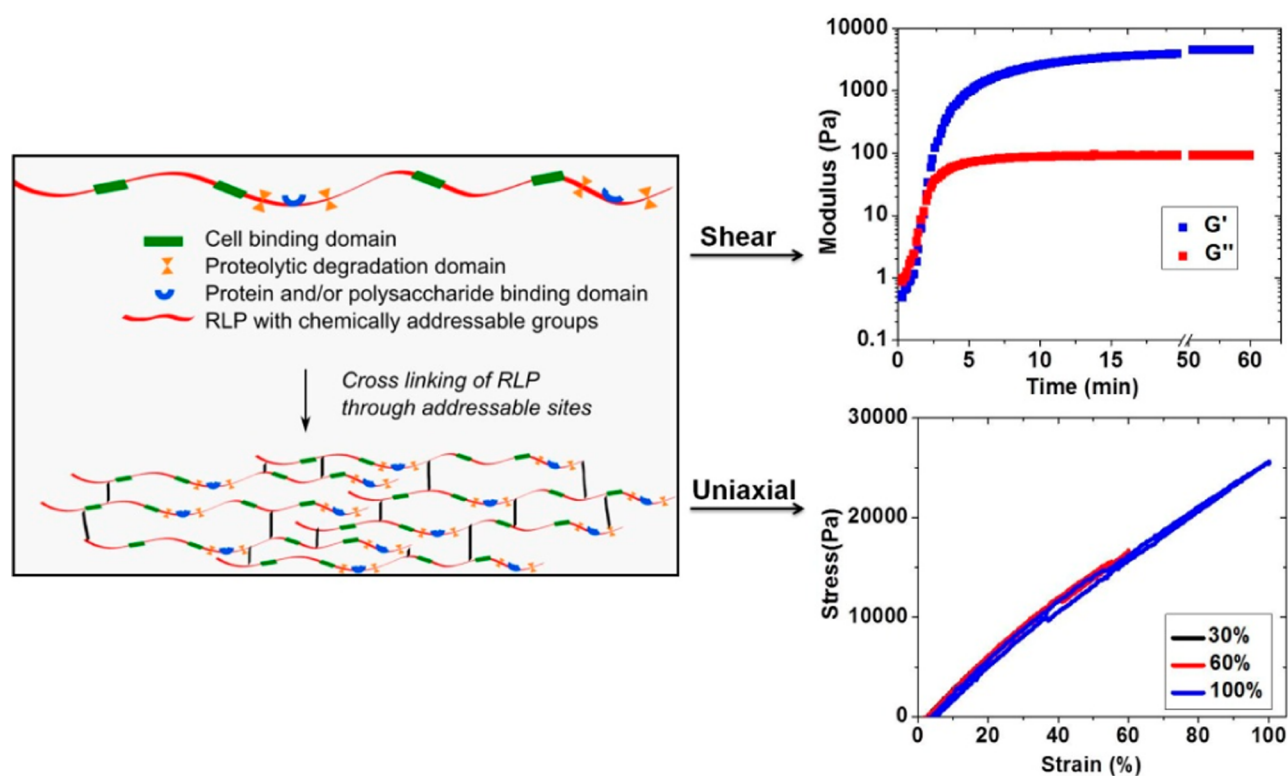 Cell binding domain
Proteolytic degradation domain
Protein and/or polysaccharide binding domain
RLP with chemically addressable groups
Cross linking of RLP
through addressable sites
Shear
Uniaxial
Modulus (Pa)
10000
1000
100
10
1
0.1
G'
G''
0 5 10 15 50 60
Time (min)
Stress(Pa)
30000
20000
10000
0
30%
60%
100%
0 20 40 60 80 100
Strain (%)